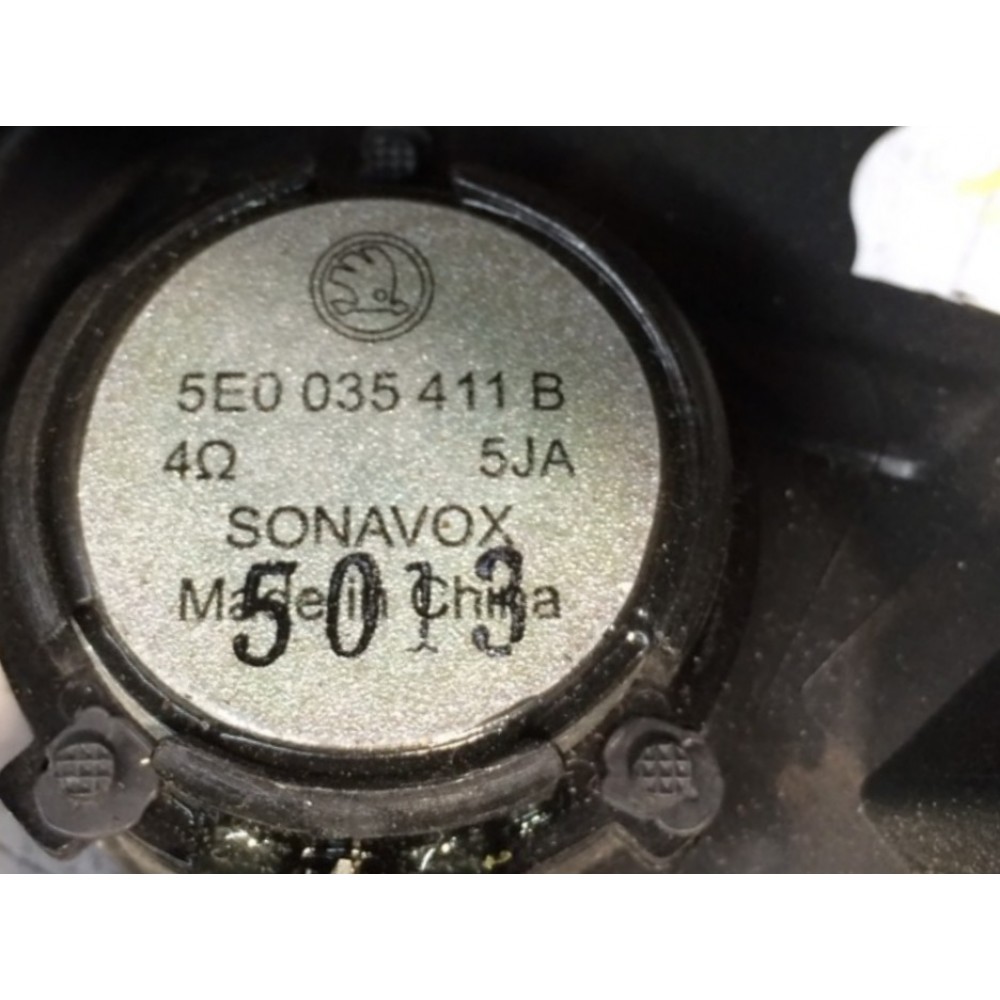 5E0 035 411 B
4Ω 5JA
SONAVOX
Made in China
5013